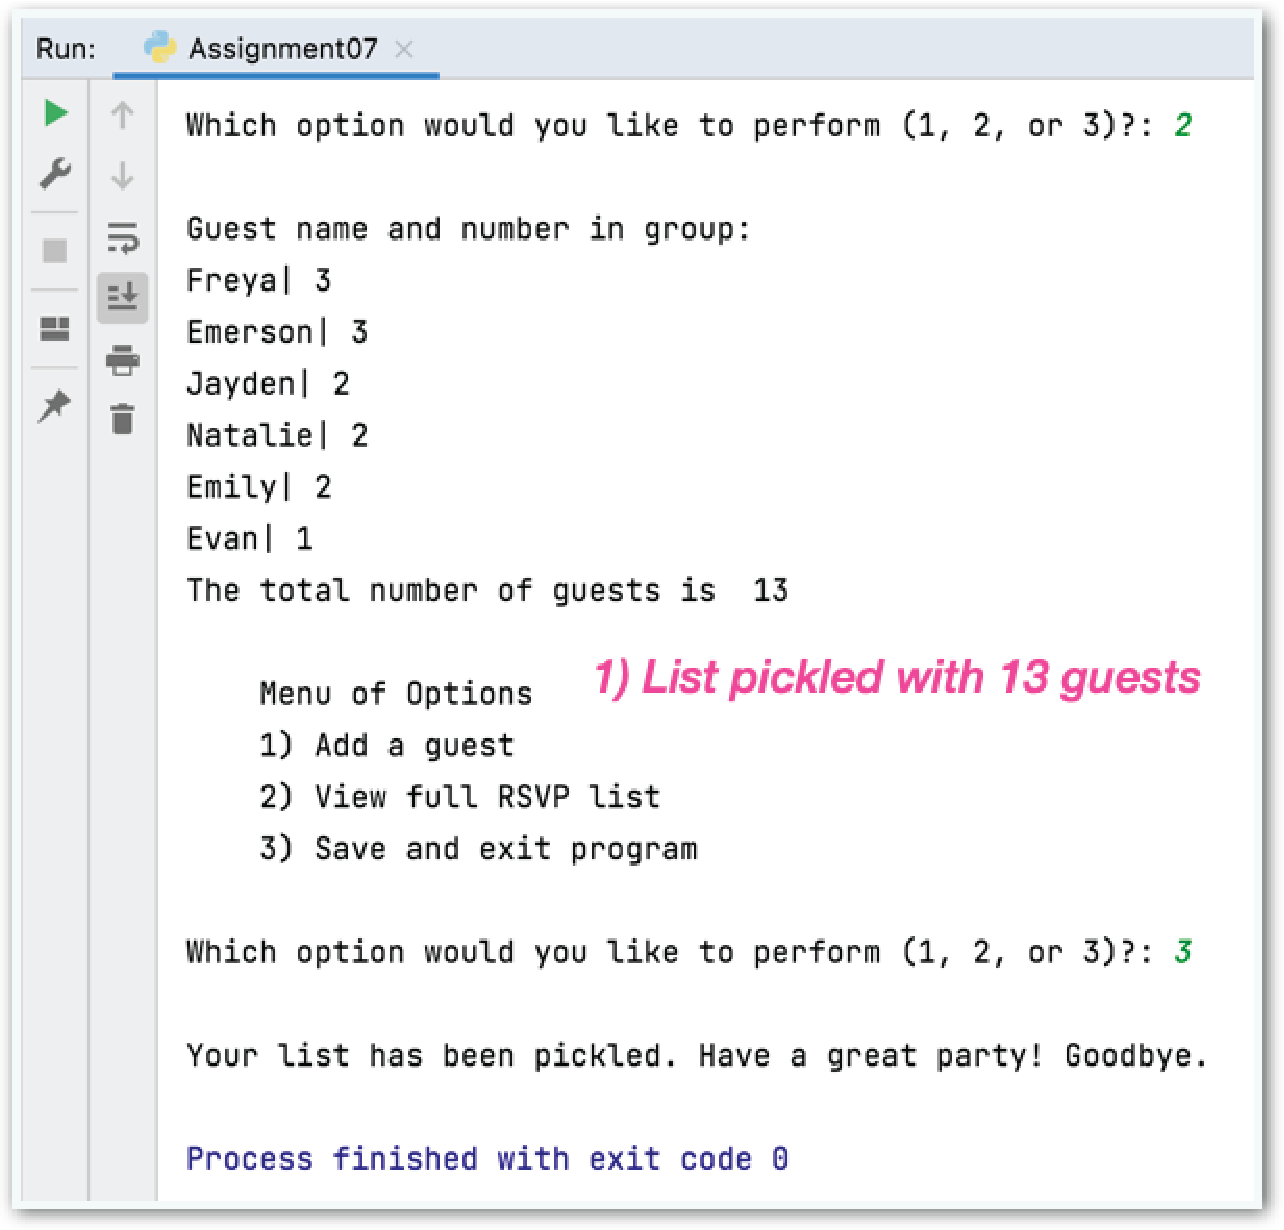 Run: Assignment07
Which option would you like to perform (1, 2, or 3)?: 2
Guest name and number in group:
Freya| 3
Emerson| 3
Jayden| 2
Natalie| 2
Emily| 2
Evan| 1
The total number of guests is  13
1) List pickled with 13 guests
Menu of Options
1) Add a guest
2) View full RSVP list
3) Save and exit program
Which option would you like to perform (1, 2, or 3)?: 3
Your list has been pickled. Have a great party! Goodbye.
Process finished with exit code 0